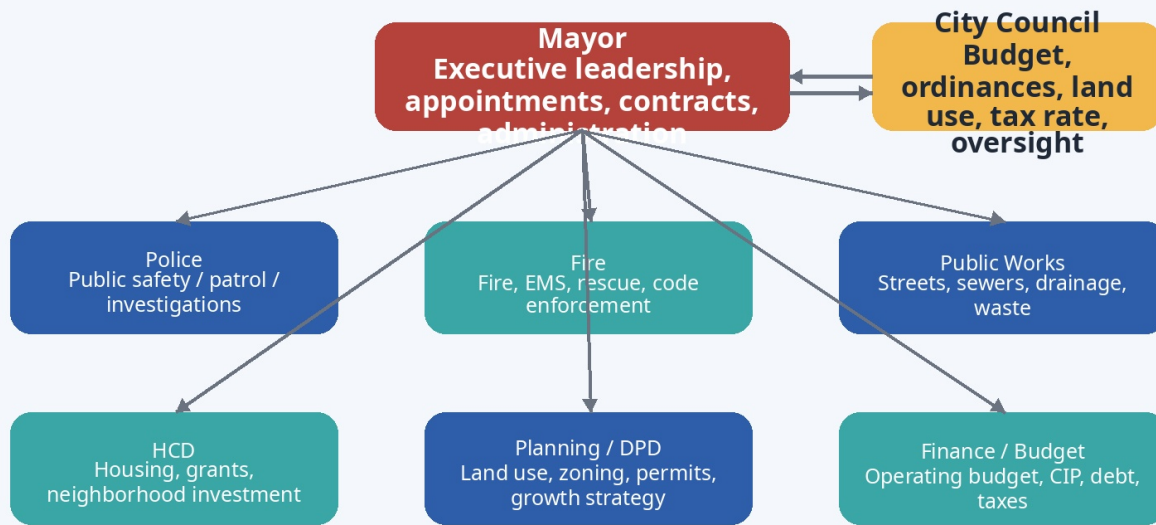 Mayor
Executive leadership,
appointments, contracts,
administration
City Council
Budget,
ordinances, land
use, tax rate,
oversight
Police
Public safety / patrol /
investigations
Fire
Fire, EMS, rescue, code
enforcement
Public Works
Streets, sewers, drainage,
waste
HCD
Housing, grants,
neighborhood investment
Planning / DPD
Land use, zoning, permits,
growth strategy
Finance / Budget
Operating budget, CIP, debt,
taxes